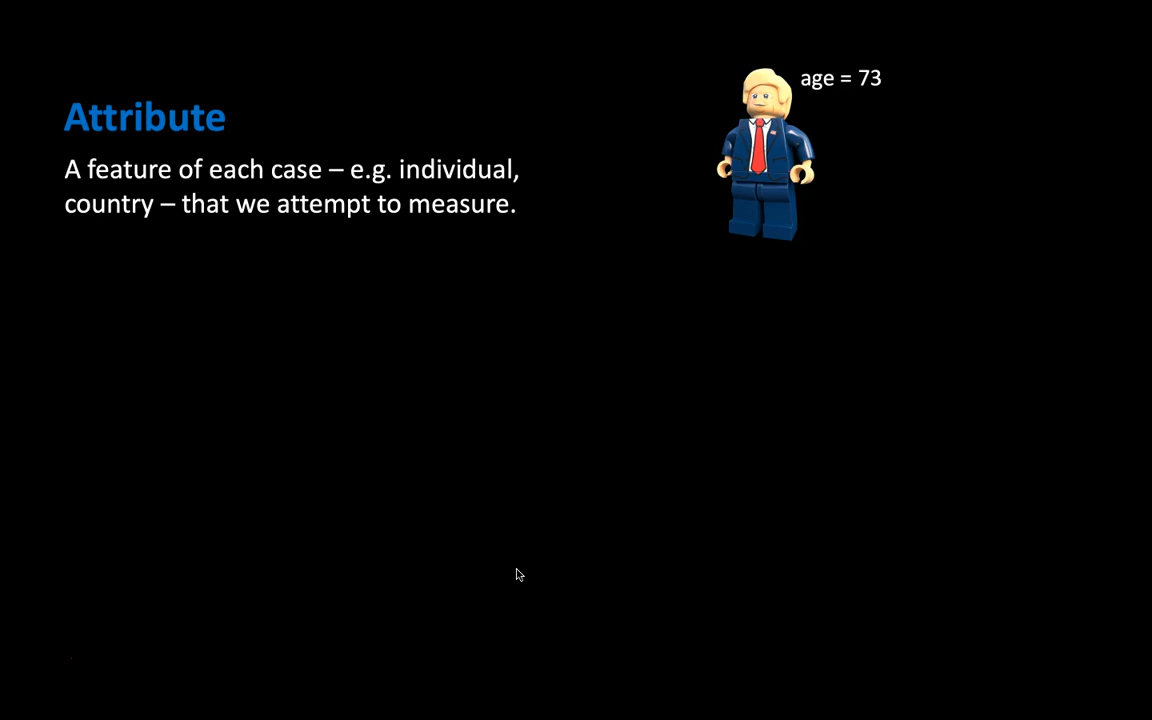 Attribute
A feature of each case – e.g. individual,
country – that we attempt to measure.
age = 73